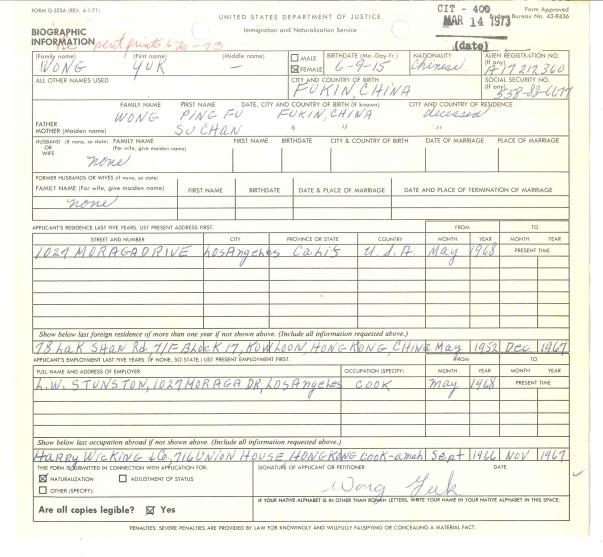 FORM G-325A (REV. 4-1-71)
UNITED STATES DEPARTMENT OF JUSTICE
Immigration and Naturalization Service
CIT - 400
MAR 14 1973
(date)
Form Approved
Bureau No. 43-R436
BIOGRAPHIC
INFORMATION
sent prints 6/20-73
(Family name) (First name) (Middle name)
WONG YUK —
MALE
☒ FEMALE
BIRTHDATE (Mo.-Day-Yr.)
6-9-15
NATIONALITY
Chinese
ALIEN REGISTRATION NO.
(If any)
A17 212 360
ALL OTHER NAMES USED
CITY AND COUNTRY OF BIRTH
FUKIN, CHINA
SOCIAL SECURITY NO.
(If any)
558-88-6677
FAMILY NAME FIRST NAME DATE, CITY AND COUNTRY OF BIRTH (If known) CITY AND COUNTRY OF RESIDENCE
FATHER WONG PING FU FUKIN, CHINA deceased
MOTHER (Maiden name) SU CHAN " " "
HUSBAND (If none, so state) OR WIFE
FAMILY NAME (For wife, give maiden name) FIRST NAME BIRTHDATE CITY & COUNTRY OF BIRTH DATE OF MARRIAGE PLACE OF MARRIAGE
none
FORMER HUSBANDS OR WIVES (if none, so state)
FAMILY NAME (For wife, give maiden name) FIRST NAME BIRTHDATE DATE & PLACE OF MARRIAGE DATE AND PLACE OF TERMINATION OF MARRIAGE
none
APPLICANT'S RESIDENCE LAST FIVE YEARS. LIST PRESENT ADDRESS FIRST. FROM TO
STREET AND NUMBER CITY PROVINCE OR STATE COUNTRY MONTH YEAR MONTH YEAR
1027 MORAGA DRIVE LosAngeles Calif U.S.A. May 1968 PRESENT TIME
Show below last foreign residence of more than one year if not shown above. (Include all information requested above.)
7B Lak Shan Rd, 7/F Block 17, KOWLOON, HONG KONG, CHINA May 1952 Dec. 1967
APPLICANT'S EMPLOYMENT LAST FIVE YEARS. (IF NONE, SO STATE.) LIST PRESENT EMPLOYMENT FIRST. FROM TO
FULL NAME AND ADDRESS OF EMPLOYER OCCUPATION (SPECIFY) MONTH YEAR MONTH YEAR
L.W. STUNSTON, 1027 MORAGA DR, LosAngeles COOK May 1968 PRESENT TIME
Show below last occupation abroad if not shown above. (Include all information requested above.)
HARRY WICKING & Co, 716 UNION HOUSE HONGKONG cook-amah Sept 1966 NOV 1967
THIS FORM IS SUBMITTED IN CONNECTION WITH APPLICATION FOR:
☒ NATURALIZATION ☐ ADJUSTMENT OF STATUS
☐ OTHER (SPECIFY):
SIGNATURE OF APPLICANT OR PETITIONER DATE
Wong Yuk
IF YOUR NATIVE ALPHABET IS IN OTHER THAN ROMAN LETTERS, WRITE YOUR NAME IN YOUR NATIVE ALPHABET IN THIS SPACE.
Are all copies legible? ☒ Yes
PENALTIES: SEVERE PENALTIES ARE PROVIDED BY LAW FOR KNOWINGLY AND WILLFULLY FALSIFYING OR CONCEALING A MATERIAL FACT.